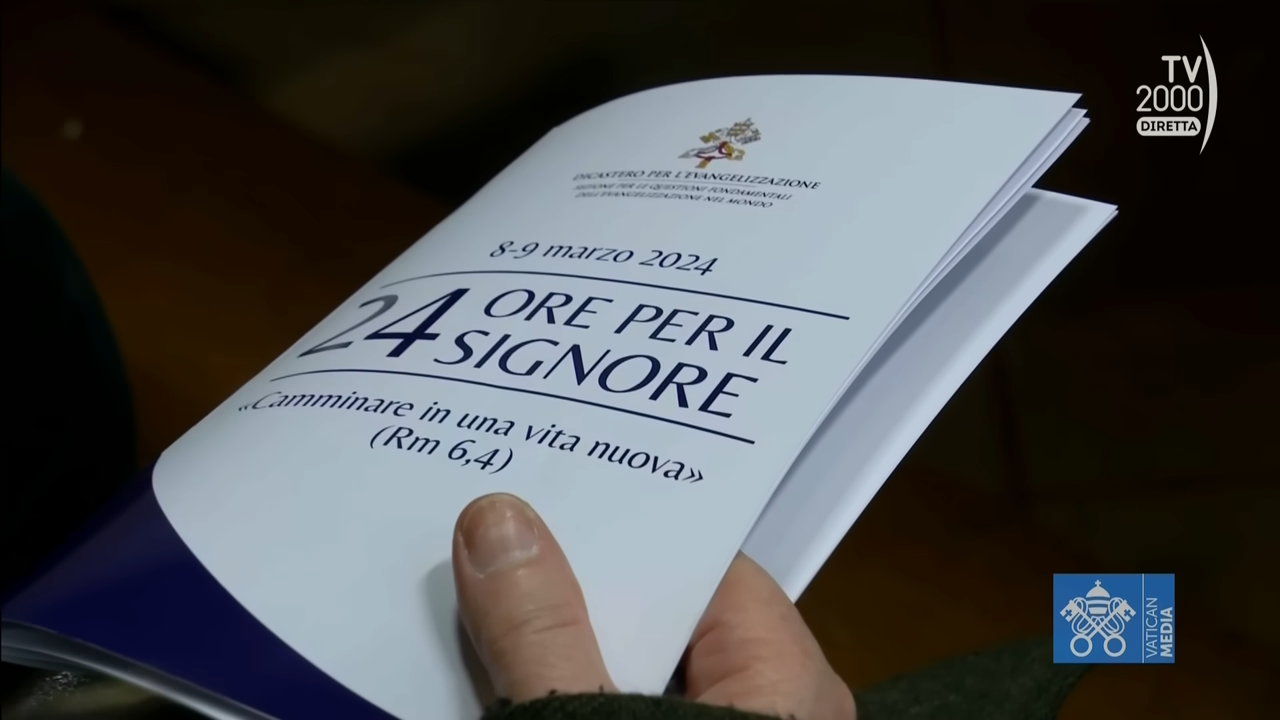 TV
2000
DIRETTA
DICASTERO PER L'EVANGELIZZAZIONE
SEZIONE PER LE QUESTIONI FONDAMENTALI
DELL'EVANGELIZZAZIONE NEL MONDO
8-9 marzo 2024
24 ORE PER IL
SIGNORE
«Camminare in una vita nuova»
(Rm 6,4)
VATICAN
MEDIA